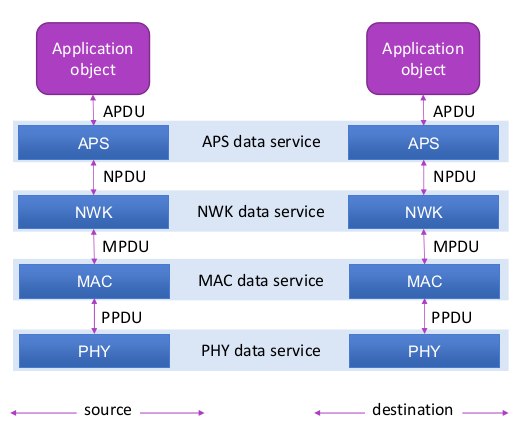 Application
object
Application
object
APDU
APDU
APS
APS data service
APS
NPDU
NPDU
NWK
NWK data service
NWK
MPDU
MPDU
MAC
MAC data service
MAC
PPDU
PPDU
PHY
PHY data service
PHY
source
destination